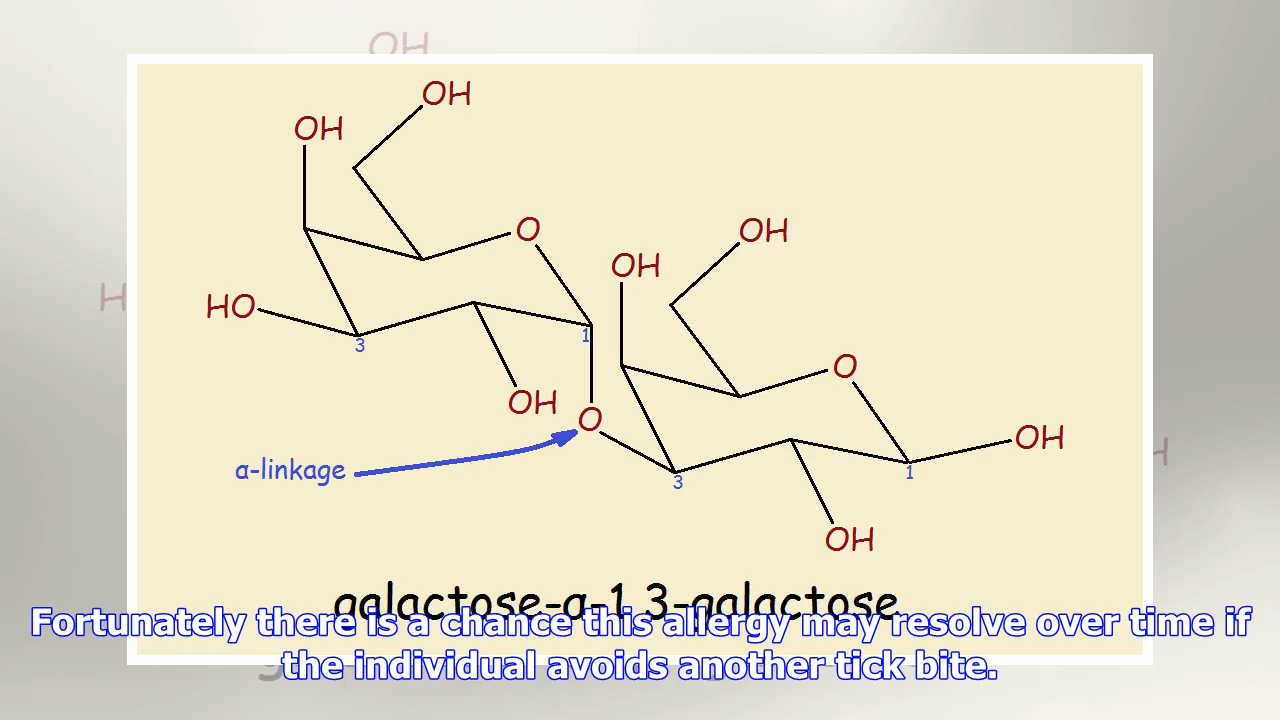 OH
OH
OH
O
OH
OH
HO
1
3
O
OH
O
OH
α-linkage
3
1
OH
galactose-α-1,3-galactose
Fortunately there is a chance this allergy may resolve over time if
the individual avoids another tick bite.